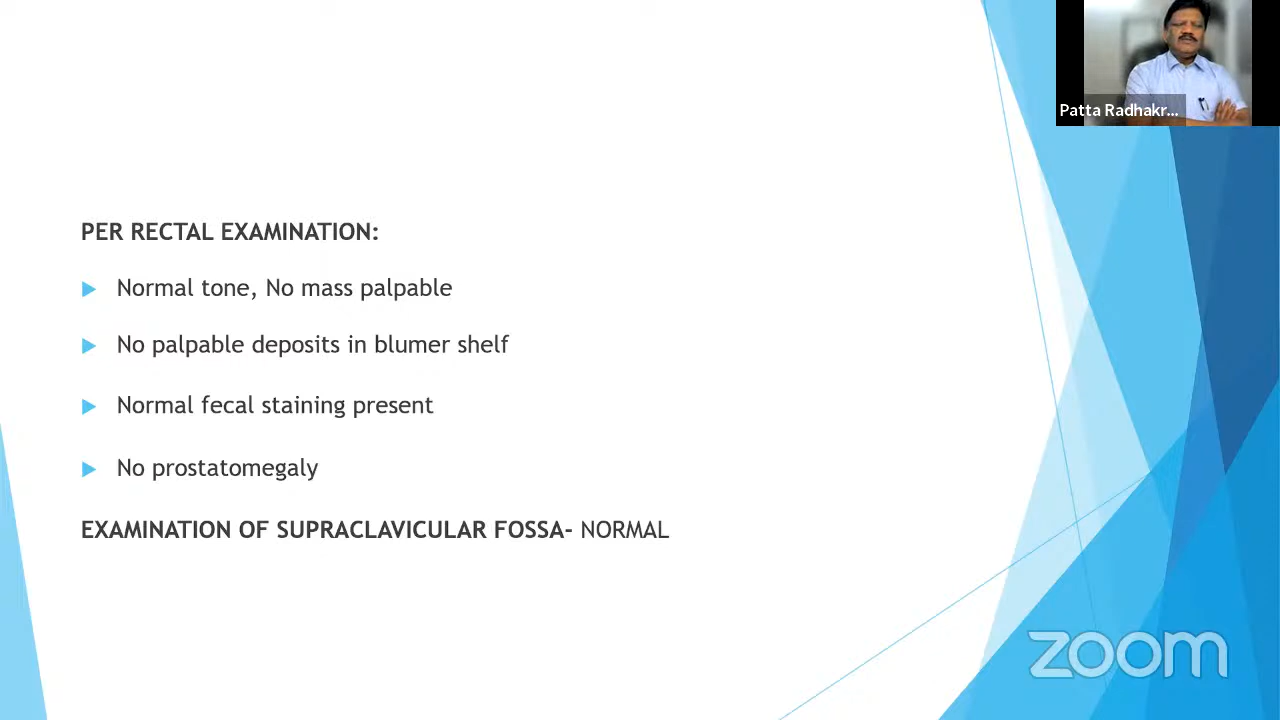 Patta Radhakr...
PER RECTAL EXAMINATION:
Normal tone, No mass palpable
No palpable deposits in blumer shelf
Normal fecal staining present
No prostatomegaly
EXAMINATION OF SUPRACLAVICULAR FOSSA- NORMAL
zoom